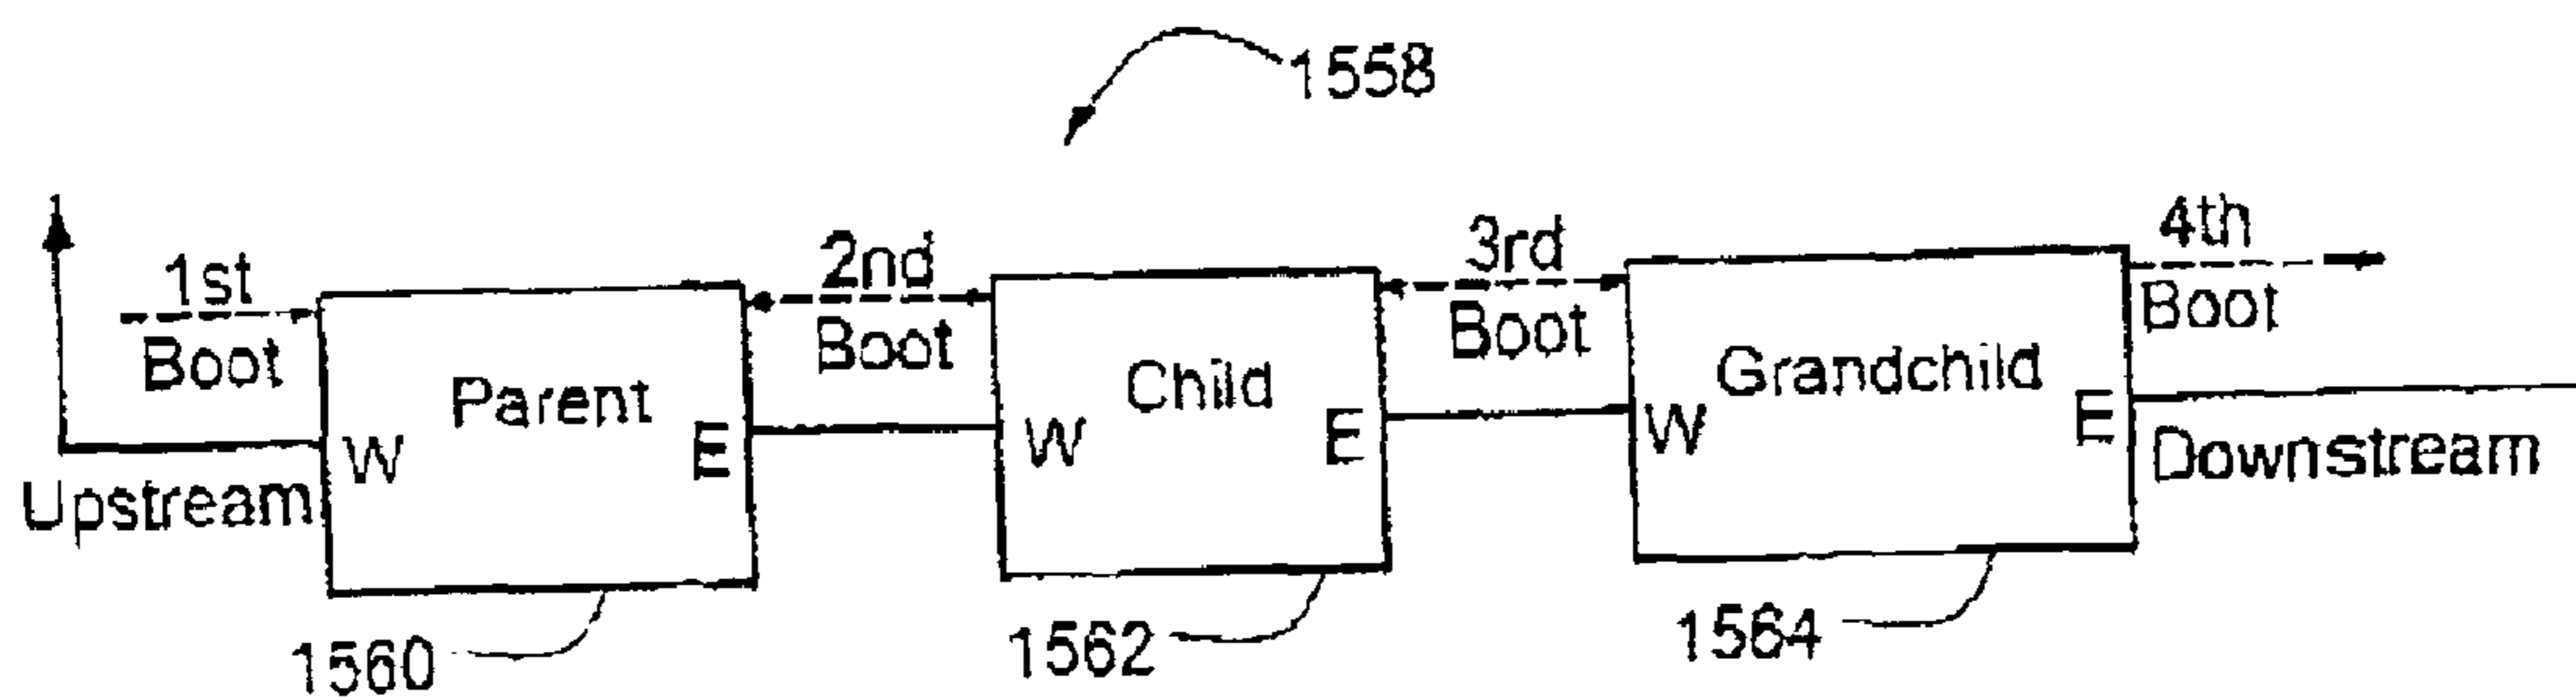 1558
1st
Boot
2nd
Boot
3rd
Boot
4th
Boot
Parent
Child
Grandchild
W
E
W
E
W
E
Upstream
Downstream
1560
1562
1564